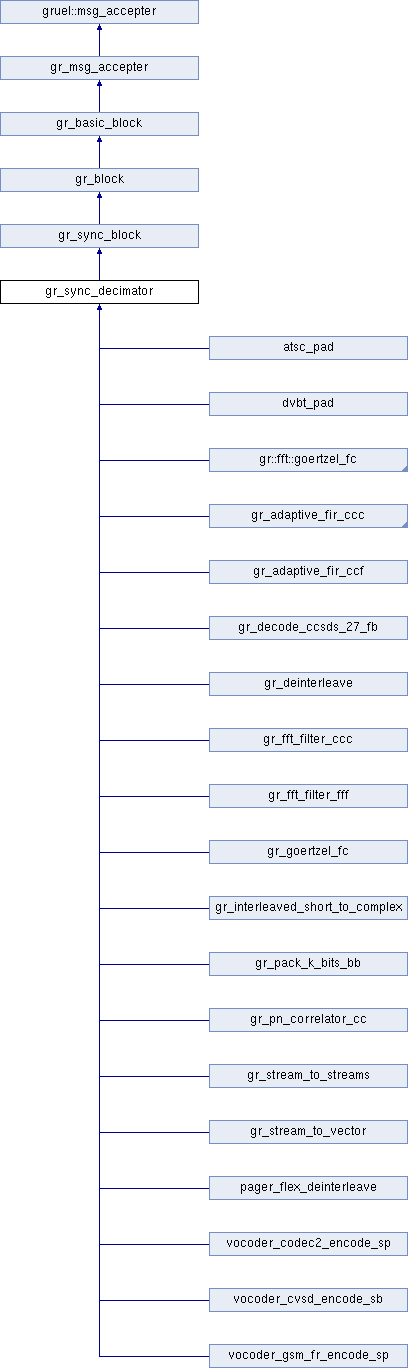 gruel::msg_accepter
gr_msg_accepter
gr_basic_block
gr_block
gr_sync_block
gr_sync_decimator
atsc_pad
dvbt_pad
gr::fft::goertzel_fc
gr_adaptive_fir_ccc
gr_adaptive_fir_ccf
gr_decode_ccsds_27_fb
gr_deinterleave
gr_fft_filter_ccc
gr_fft_filter_fff
gr_goertzel_fc
gr_interleaved_short_to_complex
gr_pack_k_bits_bb
gr_pn_correlator_cc
gr_stream_to_streams
gr_stream_to_vector
pager_flex_deinterleave
vocoder_codec2_encode_sp
vocoder_cvsd_encode_sb
vocoder_gsm_fr_encode_sp